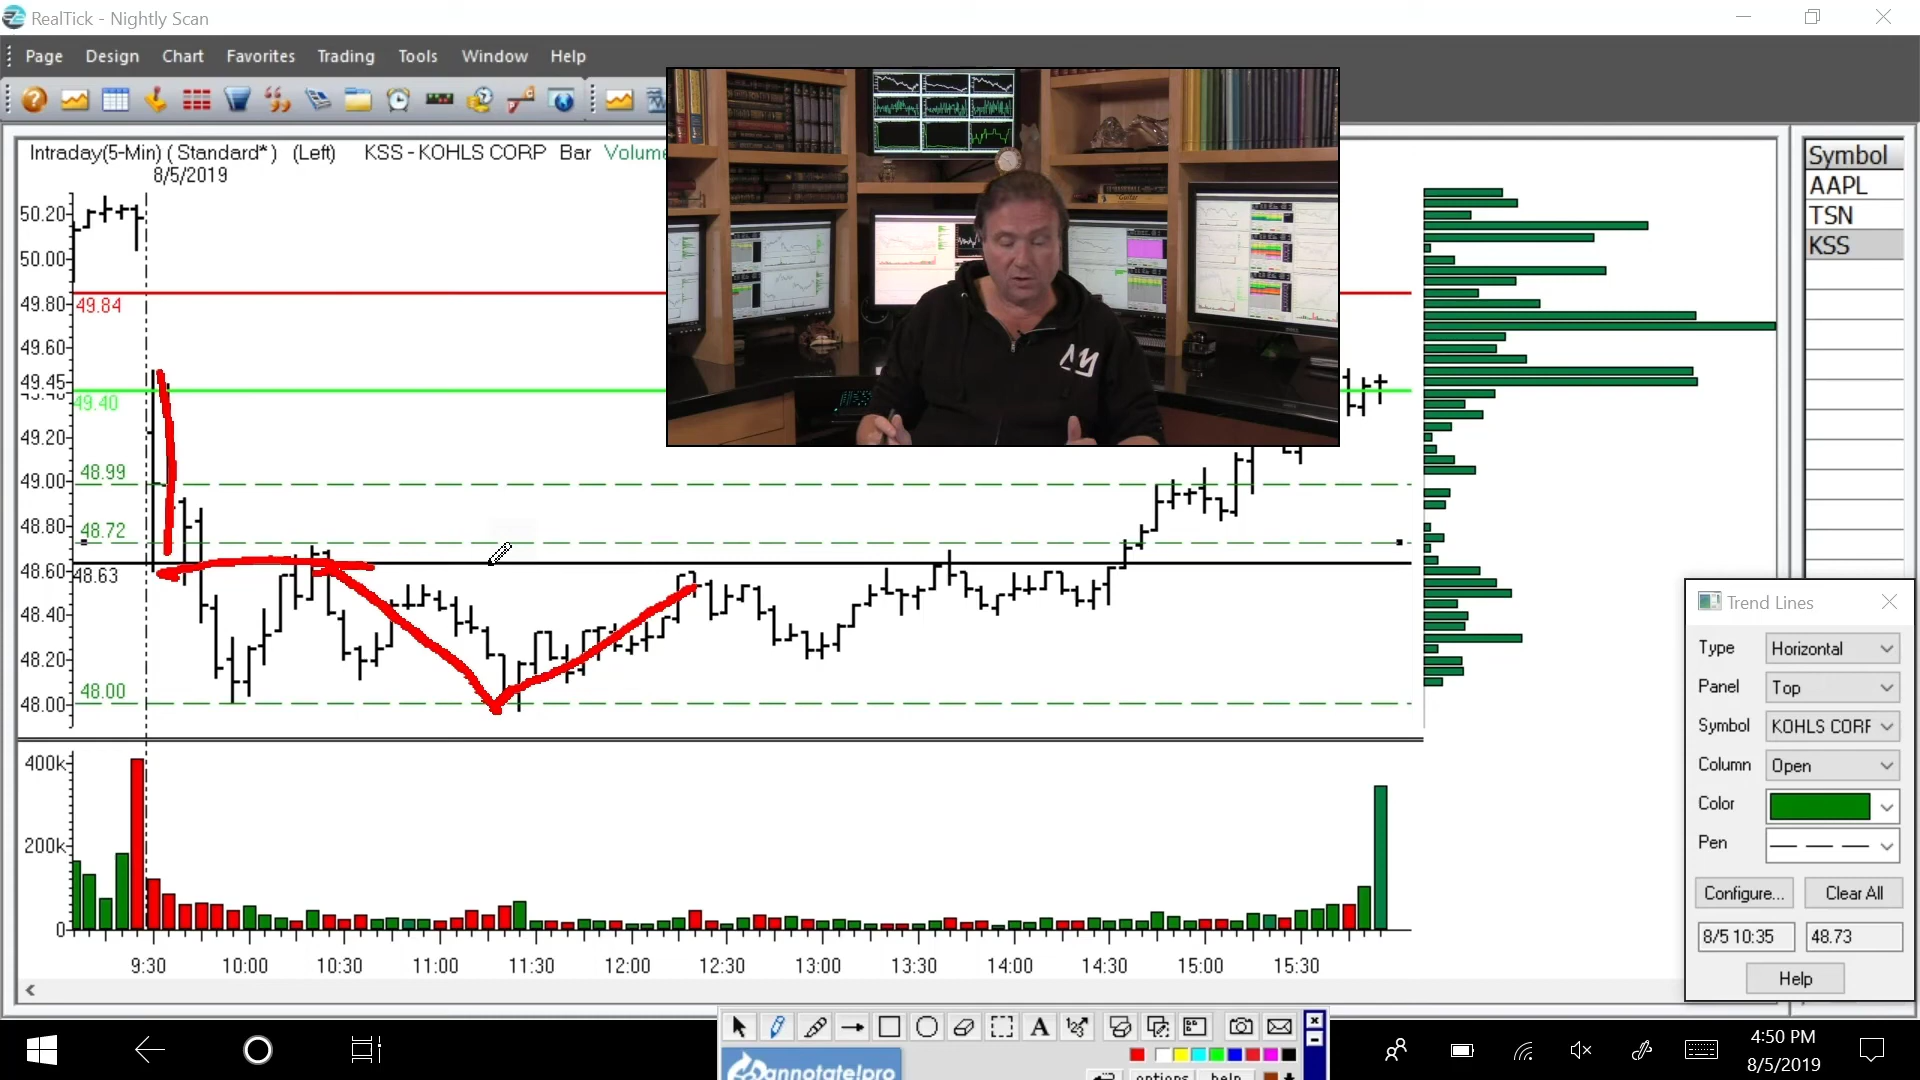 RealTick - Nightly Scan
Page Design Chart Favorites Trading Tools Window Help
Intraday(5-Min) ( Standard* ) (Left) KSS - KOHLS CORP Bar Volume
8/5/2019
50.20
50.00
49.80
49.84
49.60
49.45
49.40
49.20
48.99
49.00
48.72
48.80
48.60
48.63
48.40
48.20
48.00
48.00
400k
200k
0
9:30 10:00 10:30 11:00 11:30 12:00 12:30 13:00 13:30 14:00 14:30 15:00 15:30
Symbol
AAPL
TSN
KSS
Trend Lines
Type Horizontal
Panel Top
Symbol KOHLS CORF
Column Open
Color
Pen
Configure... Clear All
8/5 10:35 48.73
Help
annotate!pro
options help
4:50 PM
8/5/2019